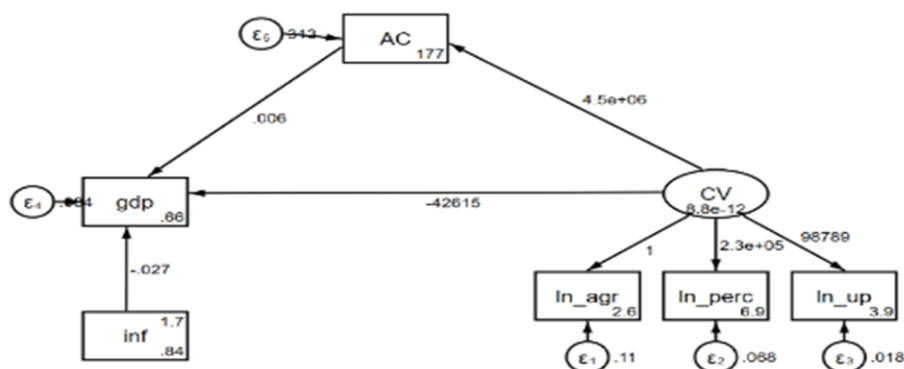 ε₅ .313
AC
177
4.5e+06
.006
ε₄
gdp
.66
-42615
CV
8.8e-12
-.027
1
2.3e+05
98789
ln_agr
2.6
ln_perc
6.9
ln_up
3.9
1.7
inf
.84
ε₁ .11
ε₂ .068
ε₃ .018